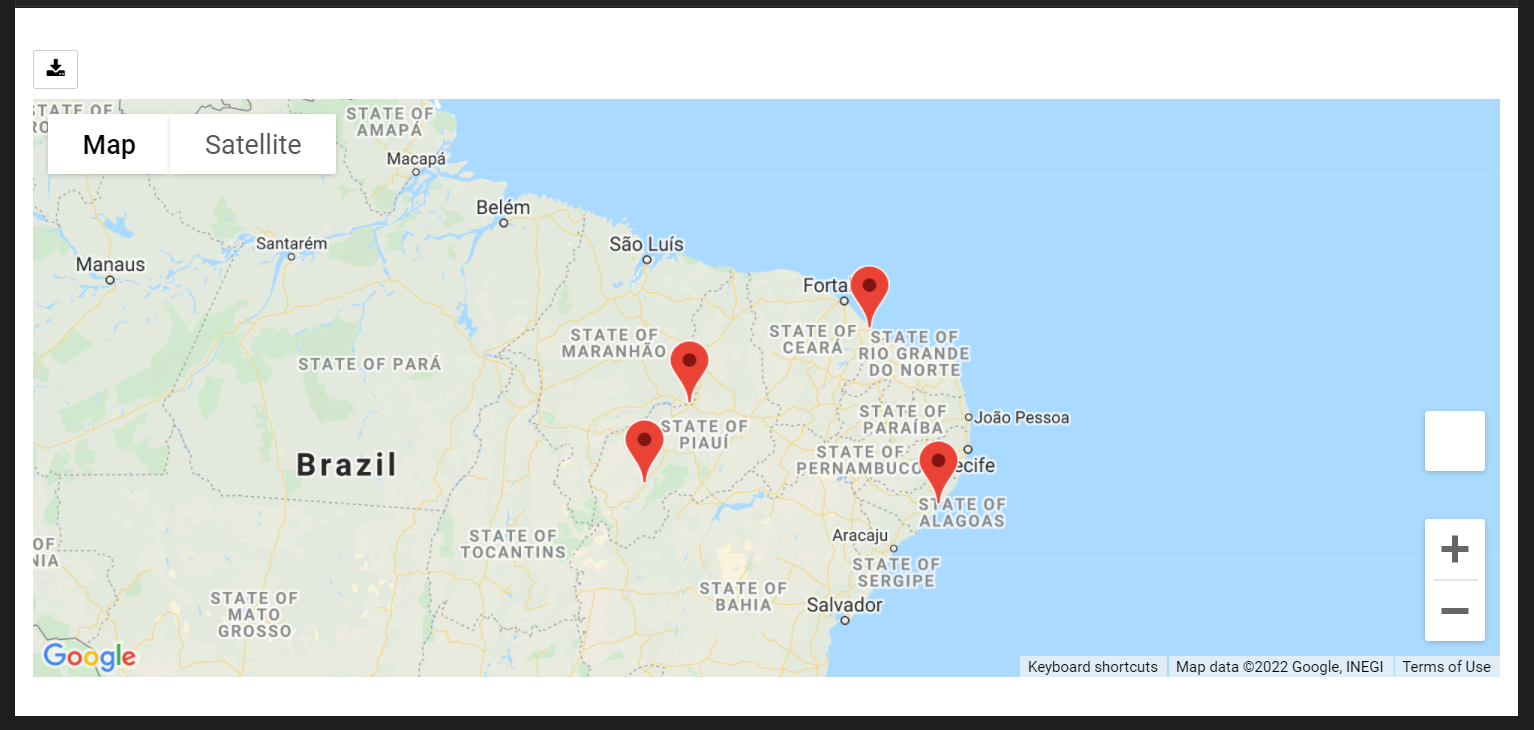 STATE OF
STATE OF
AMAPÁ
Map
Satellite
Macapá
Belém
Santarém
São Luís
Manaus
Forta
STATE OF
MARANHÃO
STATE OF
CEARÁ
STATE OF
RIO GRANDE
DO NORTE
STATE OF PARÁ
STATE OF
PARAÍBA
João Pessoa
STATE OF
PIAUÍ
STATE OF
PERNAMBUCO
ecife
Brazil
STATE OF
ALAGOAS
STATE OF
TOCANTINS
Aracaju
OF
NIA
STATE OF
SERGIPE
STATE OF
BAHIA
Salvador
STATE OF
MATO
GROSSO
Google
Keyboard shortcuts
Map data ©2022 Google, INEGI
Terms of Use